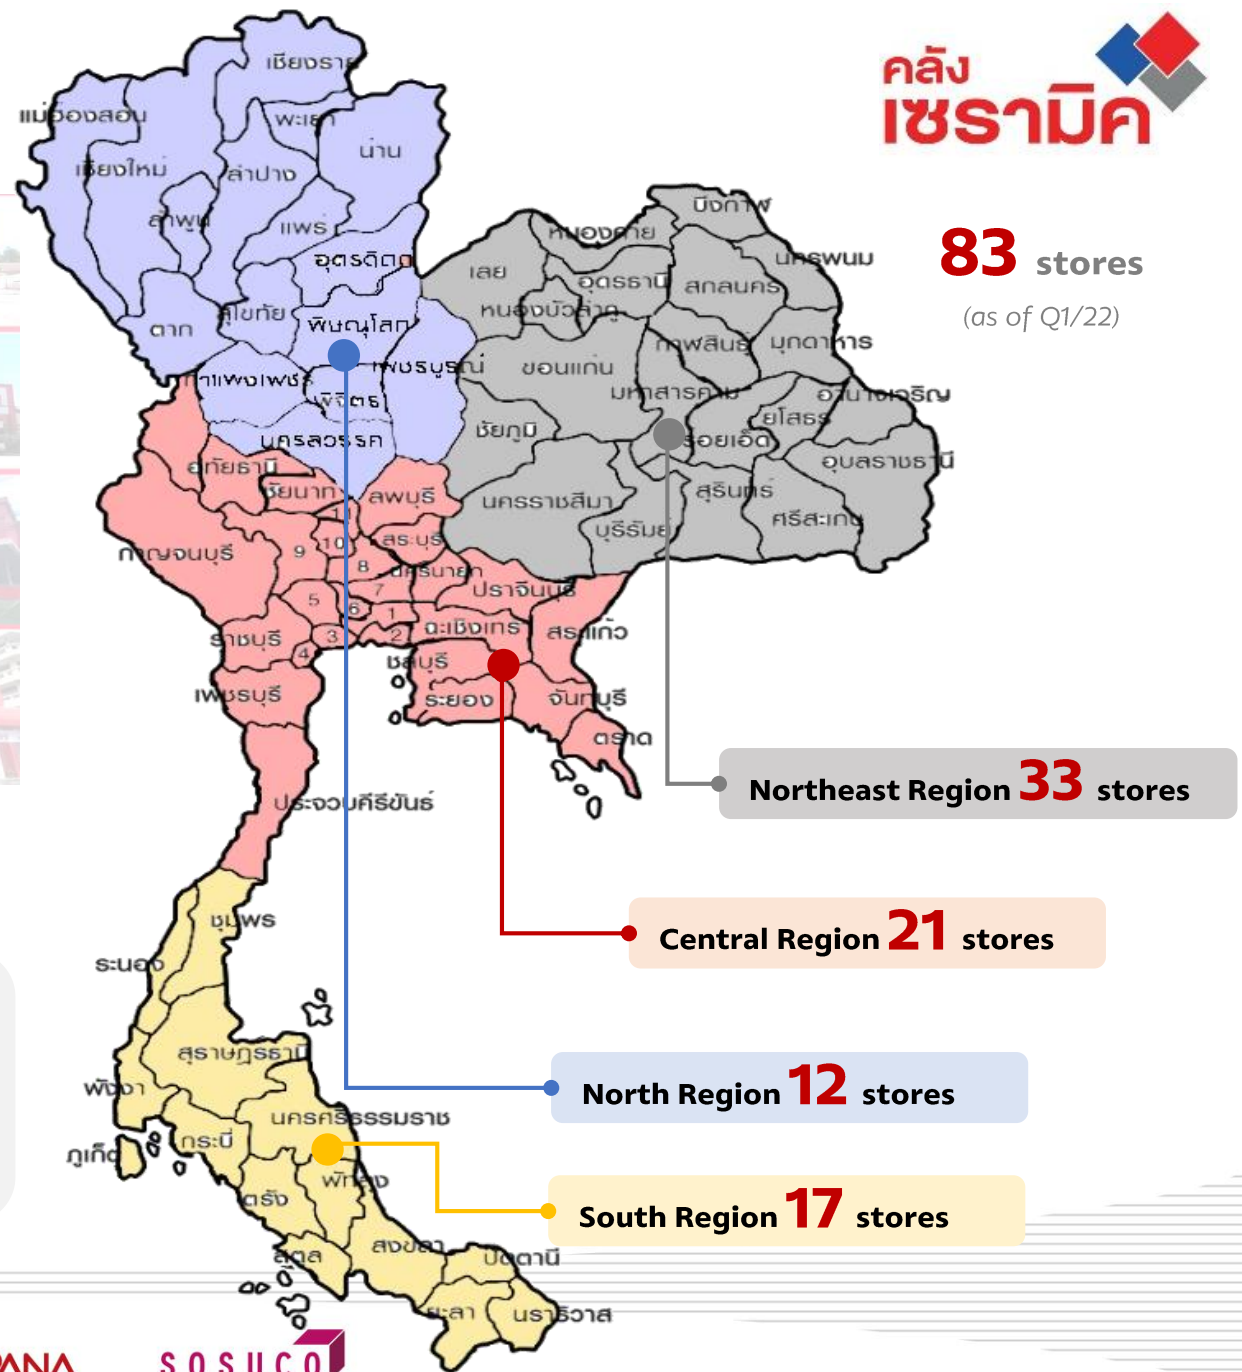 คลัง
เซรามิค
83 stores
(as of Q1/22)
เชียงราย
แม่ฮ่องสอน
พะเยา
น่าน
เชียงใหม่
ลำปาง
ลำพูน
แพร่
อุตรดิตถ์
ตาก
สุโขทัย
พิษณุโลก
กำแพงเพชร
เพชรบูรณ์
พิจิตร
นครสวรรค์
บึงกาฬ
หนองคาย
นครพนม
เลย
อุดรธานี
สกลนคร
หนองบัวลำภู
กาฬสินธุ์
มุกดาหาร
ขอนแก่น
มหาสารคาม
อำนาจเจริญ
ยโสธร
ชัยภูมิ
ร้อยเอ็ด
อุบลราชธานี
นครราชสีมา
สุรินทร์
บุรีรัมย์
ศรีสะเกษ
อุทัยธานี
ชัยนาท
ลพบุรี
11
กาญจนบุรี
9
10
สระบุรี
8
นครนายก
7
ปราจีนบุรี
5
6
1
3
2
4
ฉะเชิงเทรา
สระแก้ว
ราชบุรี
ชลบุรี
เพชรบุรี
ระยอง
จันทบุรี
ตราด
ประจวบคีรีขันธ์
Northeast Region 33 stores
Central Region 21 stores
North Region 12 stores
South Region 17 stores
ชุมพร
ระนอง
สุราษฎร์ธานี
พังงา
นครศรีธรรมราช
ภูเก็ต
กระบี่
พัทลุง
ตรัง
สตูล
สงขลา
ปัตตานี
ยะลา
นราธิวาส
SOSUCO